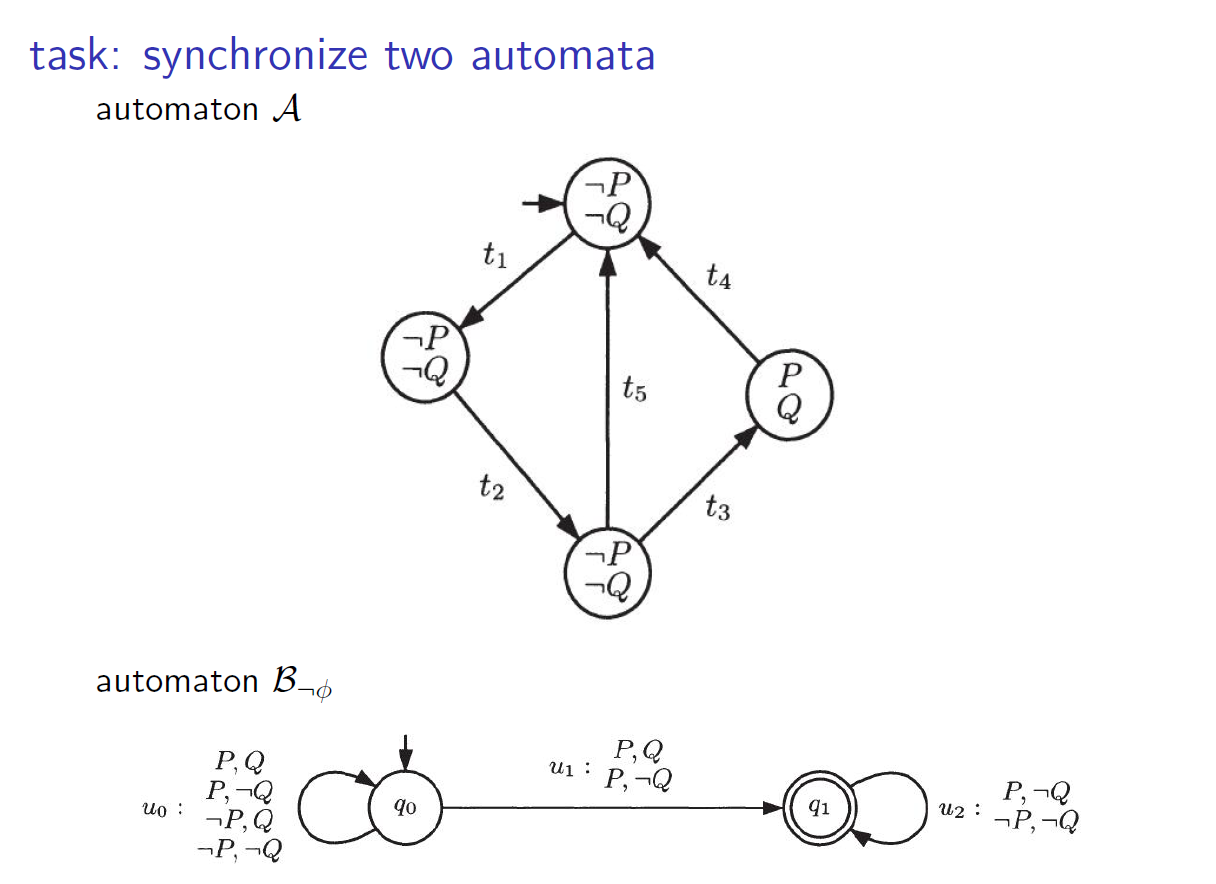 task: synchronize two automata
automaton 𝒜
¬P
¬Q
t₁
t₄
¬P
¬Q
t₅
P
Q
t₂
t₃
¬P
¬Q
automaton ℬ¬ϕ
u₀ :
P, Q
P, ¬Q
¬P, Q
¬P, ¬Q
q₀
u₁ :
P, Q
P, ¬Q
q₁
u₂ :
P, ¬Q
¬P, ¬Q